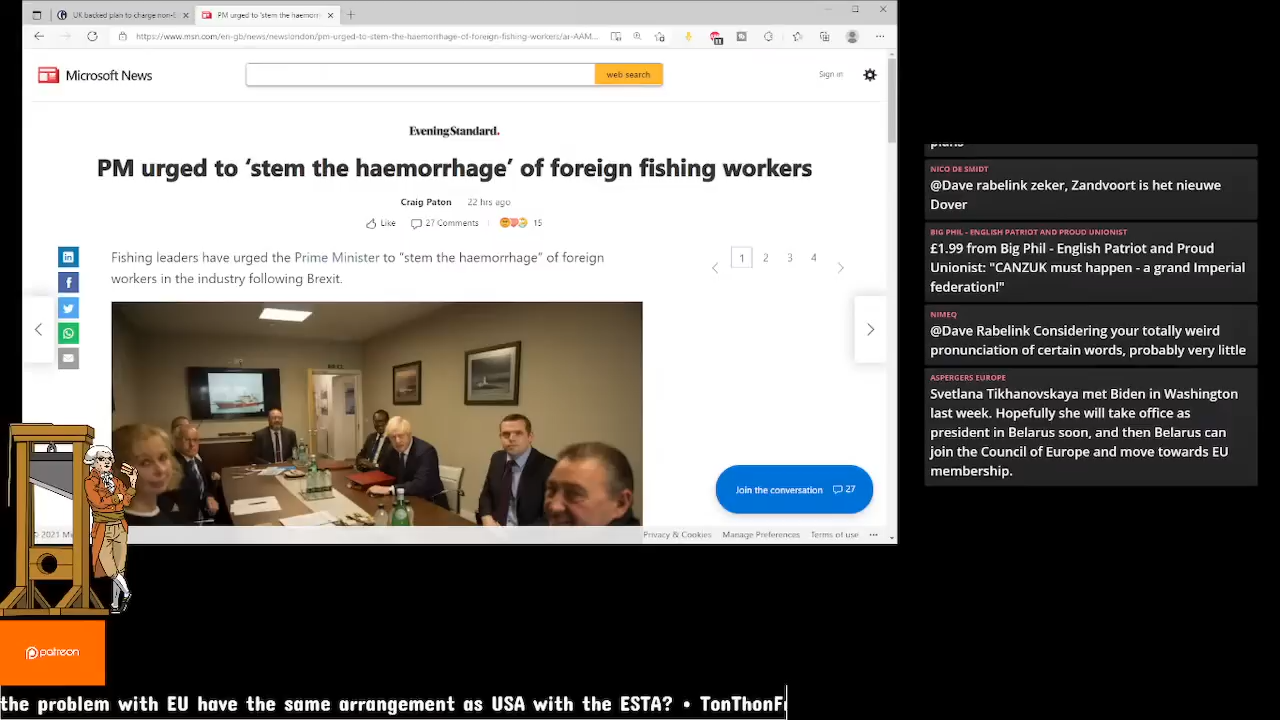 UK backed plan to charge non-
PM urged to 'stem the haemorr
https://www.msn.com/en-gb/news/newslondon/pm-urged-to-stem-the-haemorrhage-of-foreign-fishing-workers/ar-AAM...
Microsoft News
web search
Sign in
Evening Standard.
PM urged to ‘stem the haemorrhage’ of foreign fishing workers
Craig Paton 22 hrs ago
Like 27 Comments 15
Fishing leaders have urged the Prime Minister to “stem the haemorrhage” of foreign
workers in the industry following Brexit.
1 2 3 4
Join the conversation 27
© 2021 Mi
Privacy & Cookies Manage Preferences Terms of use
NICO DE SMIDT
@Dave rabelink zeker, Zandvoort is het nieuwe
Dover
BIG PHIL - ENGLISH PATRIOT AND PROUD UNIONIST
£1.99 from Big Phil - English Patriot and Proud
Unionist: "CANZUK must happen - a grand Imperial
federation!"
NIMEQ
@Dave Rabelink Considering your totally weird
pronunciation of certain words, probably very little
ASPERGERS EUROPE
Svetlana Tikhanovskaya met Biden in Washington
last week. Hopefully she will take office as
president in Belarus soon, and then Belarus can
join the Council of Europe and move towards EU
membership.
patreon
the problem with EU have the same arrangement as USA with the ESTA? • TonThonF